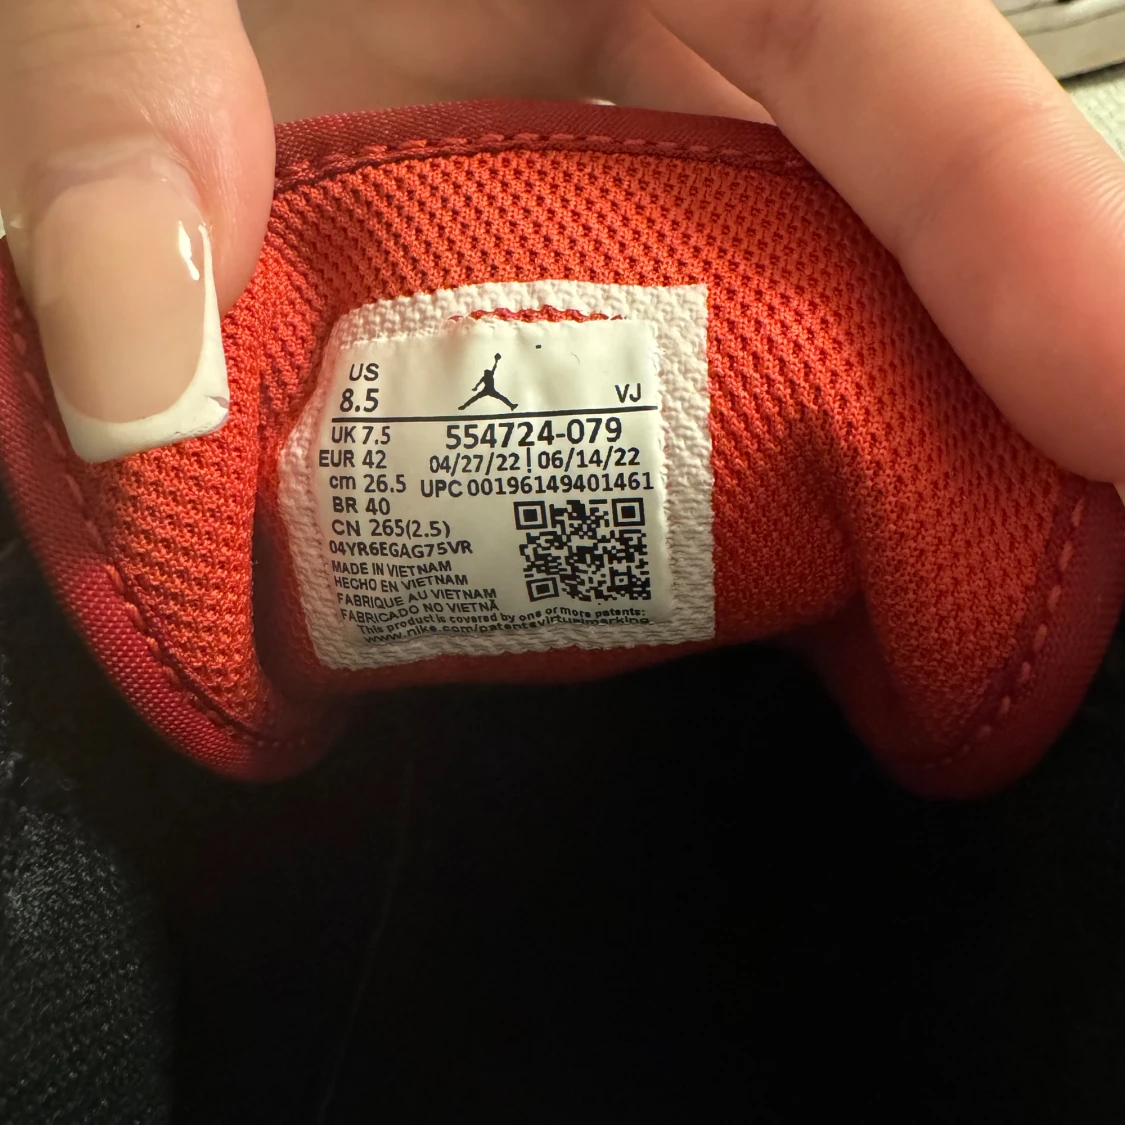 US
8.5
VJ
UK 7.5
554724-079
EUR 42
04/27/22 | 06/14/22
cm 26.5
UPC 00196149401461
BR 40
CN 265(2.5)
04YR6EGAG75VR
MADE IN VIETNAM
HECHO EN VIETNAM
FABRIQUE AU VIETNAM
FABRICADO NO VIETNÃ
This product is covered by one or more patents:
www.nike.com/patentsvirtualmarking